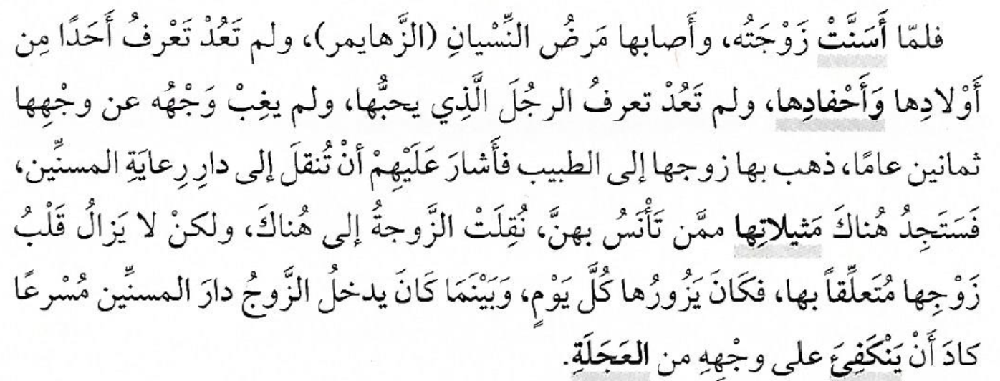 فلمّا أَسَنَّتْ زَوْجَتُه، وأَصابها مَرضُ النِّسْيانِ (الزَّهايمر)، ولم تَعُدْ تَعْرفُ أَحَدًا مِن
أَوْلادِها وَأَحْفادِها، ولم تَعُدْ تعرفُ الرجُلَ الَّذِي يحبُّها، ولم يغِبْ وَجْهُه عن وجْهِها
ثمانين عامًا، ذهب بها زوجها إلى الطبيب فأَشارَ عَلَيْهِمْ أنْ تُنقلَ إلى دارِ رِعايَةِ المسنِّين،
فَسَتَجِدُ هُناكَ مَثيلاتِها ممَّن تَأْنَسُ بهنَّ، نُقِلَتْ الزَّوجةُ إلى هُناكَ، ولكنْ لا يَزالُ قَلْبُ
زَوْجِها مُتَعلِّقاً بها، فكَانَ يَزُورُها كُلَّ يَوْمٍ، وَبَيْنَمَا كَانَ يدخلُ الزَّوجُ دارَ المسنِّين مُسْرعًا
كادَ أَنْ يَنْكَفِئَ على وجْهِهِ من العَجَلَةِ.